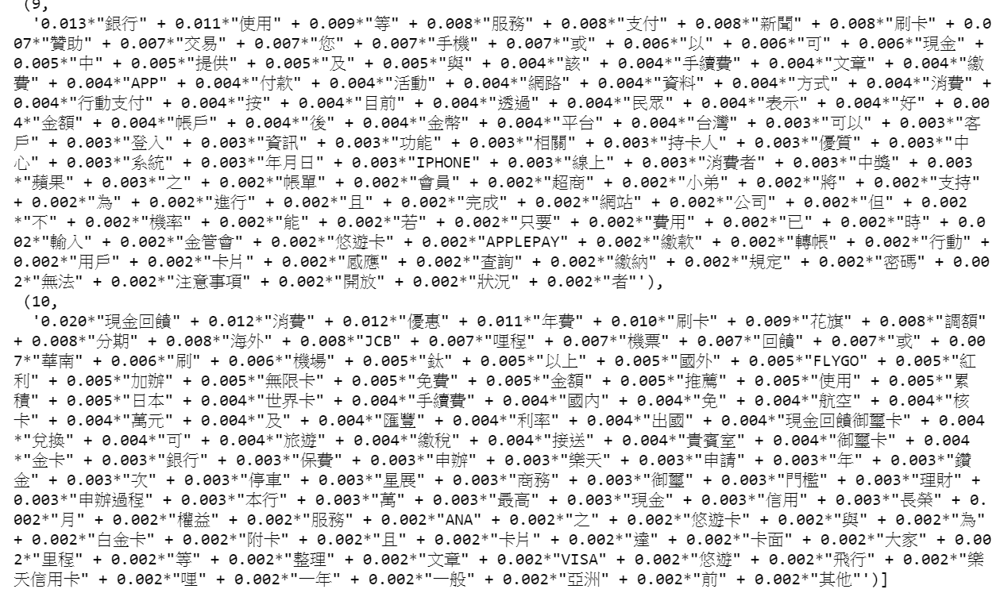 (9,
'0.013*"銀行" + 0.011*"使用" + 0.009*"等" + 0.008*"服務" + 0.008*"支付" + 0.008*"新聞" + 0.008*"刷卡" + 0.0
07*"贊助" + 0.007*"交易" + 0.007*"您" + 0.007*"手機" + 0.007*"或" + 0.006*"以" + 0.006*"可" + 0.006*"現金" +
0.005*"中" + 0.005*"提供" + 0.005*"及" + 0.005*"與" + 0.004*"該" + 0.004*"手續費" + 0.004*"文章" + 0.004*"繳
費" + 0.004*"APP" + 0.004*"付款" + 0.004*"活動" + 0.004*"網路" + 0.004*"資料" + 0.004*"方式" + 0.004*"消費" +
0.004*"行動支付" + 0.004*"按" + 0.004*"目前" + 0.004*"透過" + 0.004*"民眾" + 0.004*"表示" + 0.004*"好" + 0.00
4*"金額" + 0.004*"帳戶" + 0.004*"後" + 0.004*"金幣" + 0.004*"平台" + 0.004*"台灣" + 0.003*"可以" + 0.003*"客
戶" + 0.003*"登入" + 0.003*"資訊" + 0.003*"功能" + 0.003*"相關" + 0.003*"持卡人" + 0.003*"優質" + 0.003*"中
心" + 0.003*"系統" + 0.003*"年月日" + 0.003*"IPHONE" + 0.003*"線上" + 0.003*"消費者" + 0.003*"中獎" + 0.003
*"蘋果" + 0.003*"之" + 0.002*"帳單" + 0.002*"會員" + 0.002*"超商" + 0.002*"小弟" + 0.002*"將" + 0.002*"支持"
+ 0.002*"為" + 0.002*"進行" + 0.002*"且" + 0.002*"完成" + 0.002*"網站" + 0.002*"公司" + 0.002*"但" + 0.002
*"不" + 0.002*"機率" + 0.002*"能" + 0.002*"若" + 0.002*"只要" + 0.002*"費用" + 0.002*"已" + 0.002*"時" + 0.0
02*"輸入" + 0.002*"金管會" + 0.002*"悠遊卡" + 0.002*"APPLEPAY" + 0.002*"繳款" + 0.002*"轉帳" + 0.002*"行動" +
0.002*"用戶" + 0.002*"卡片" + 0.002*"感應" + 0.002*"查詢" + 0.002*"繳納" + 0.002*"規定" + 0.002*"密碼" + 0.00
2*"無法" + 0.002*"注意事項" + 0.002*"開放" + 0.002*"狀況" + 0.002*"者"'),
(10,
'0.020*"現金回饋" + 0.012*"消費" + 0.012*"優惠" + 0.011*"年費" + 0.010*"刷卡" + 0.009*"花旗" + 0.008*"調額"
+ 0.008*"分期" + 0.008*"海外" + 0.008*"JCB" + 0.007*"哩程" + 0.007*"機票" + 0.007*"回饋" + 0.007*"或" + 0.00
7*"華南" + 0.006*"刷" + 0.006*"機場" + 0.005*"鈦" + 0.005*"以上" + 0.005*"國外" + 0.005*"FLYGO" + 0.005*"紅
利" + 0.005*"加辦" + 0.005*"無限卡" + 0.005*"免費" + 0.005*"金額" + 0.005*"推薦" + 0.005*"使用" + 0.005*"累
積" + 0.005*"日本" + 0.004*"世界卡" + 0.004*"手續費" + 0.004*"國內" + 0.004*"免" + 0.004*"航空" + 0.004*"核
卡" + 0.004*"萬元" + 0.004*"及" + 0.004*"匯豐" + 0.004*"利率" + 0.004*"出國" + 0.004*"現金回饋御璽卡" + 0.004
*"兌換" + 0.004*"可" + 0.004*"旅遊" + 0.004*"繳稅" + 0.004*"接送" + 0.004*"貴賓室" + 0.004*"御璽卡" + 0.004
*"金卡" + 0.003*"銀行" + 0.003*"保費" + 0.003*"申辦" + 0.003*"樂天" + 0.003*"申請" + 0.003*"年" + 0.003*"鑽
金" + 0.003*"次" + 0.003*"停車" + 0.003*"星展" + 0.003*"商務" + 0.003*"御璽" + 0.003*"門檻" + 0.003*"理財" +
0.003*"申辦過程" + 0.003*"本行" + 0.003*"萬" + 0.003*"最高" + 0.003*"現金" + 0.003*"信用" + 0.003*"長榮" + 0.
002*"月" + 0.002*"權益" + 0.002*"服務" + 0.002*"ANA" + 0.002*"之" + 0.002*"悠遊卡" + 0.002*"與" + 0.002*"為"
+ 0.002*"白金卡" + 0.002*"附卡" + 0.002*"且" + 0.002*"卡片" + 0.002*"達" + 0.002*"卡面" + 0.002*"大家" + 0.00
2*"里程" + 0.002*"等" + 0.002*"整理" + 0.002*"文章" + 0.002*"VISA" + 0.002*"悠遊" + 0.002*"飛行" + 0.002*"樂
天信用卡" + 0.002*"哩" + 0.002*"一年" + 0.002*"一般" + 0.002*"亞洲" + 0.002*"前" + 0.002*"其他"')]